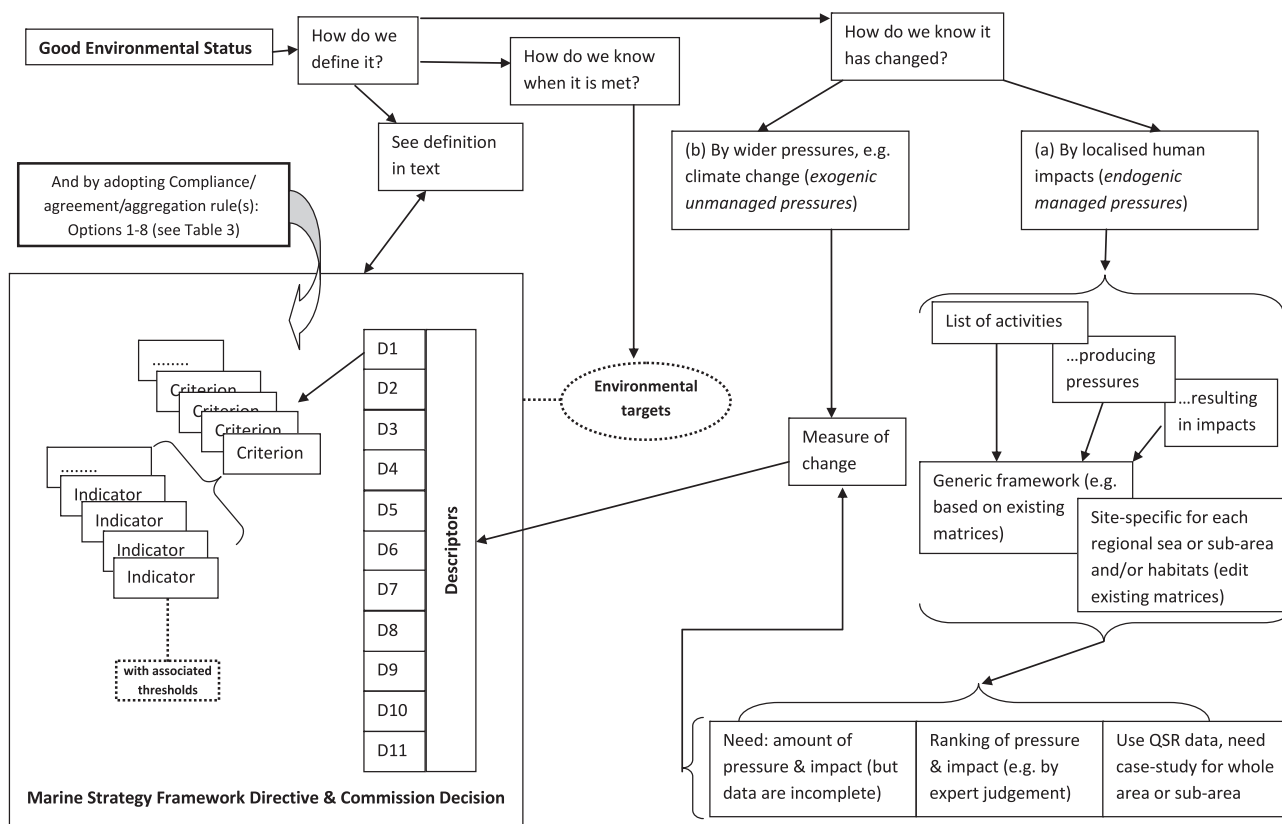 Good Environmental Status
How do we
define it?
How do we know
when it is met?
How do we know it
has changed?
See definition
in text
(b) By wider pressures, e.g.
climate change (exogenic
unmanaged pressures)
(a) By localised human
impacts (endogenic
managed pressures)
And by adopting Compliance/
agreement/aggregation rule(s):
Options 1-8 (see Table 3)
List of activities
...producing
pressures
...resulting
in impacts
D1
D2
D3
D4
D5
D6
D7
D8
D9
D10
D11
Descriptors
........
Criterion
Criterion
Criterion
Criterion
........
Indicator
Indicator
Indicator
Indicator
with associated
thresholds
Environmental
targets
Measure of
change
Generic framework (e.g.
based on existing
matrices)
Site-specific for each
regional sea or sub-area
and/or habitats (edit
existing matrices)
Need: amount of
pressure & impact (but
data are incomplete)
Ranking of pressure
& impact (e.g. by
expert judgement)
Use QSR data, need
case-study for whole
area or sub-area
Marine Strategy Framework Directive & Commission Decision